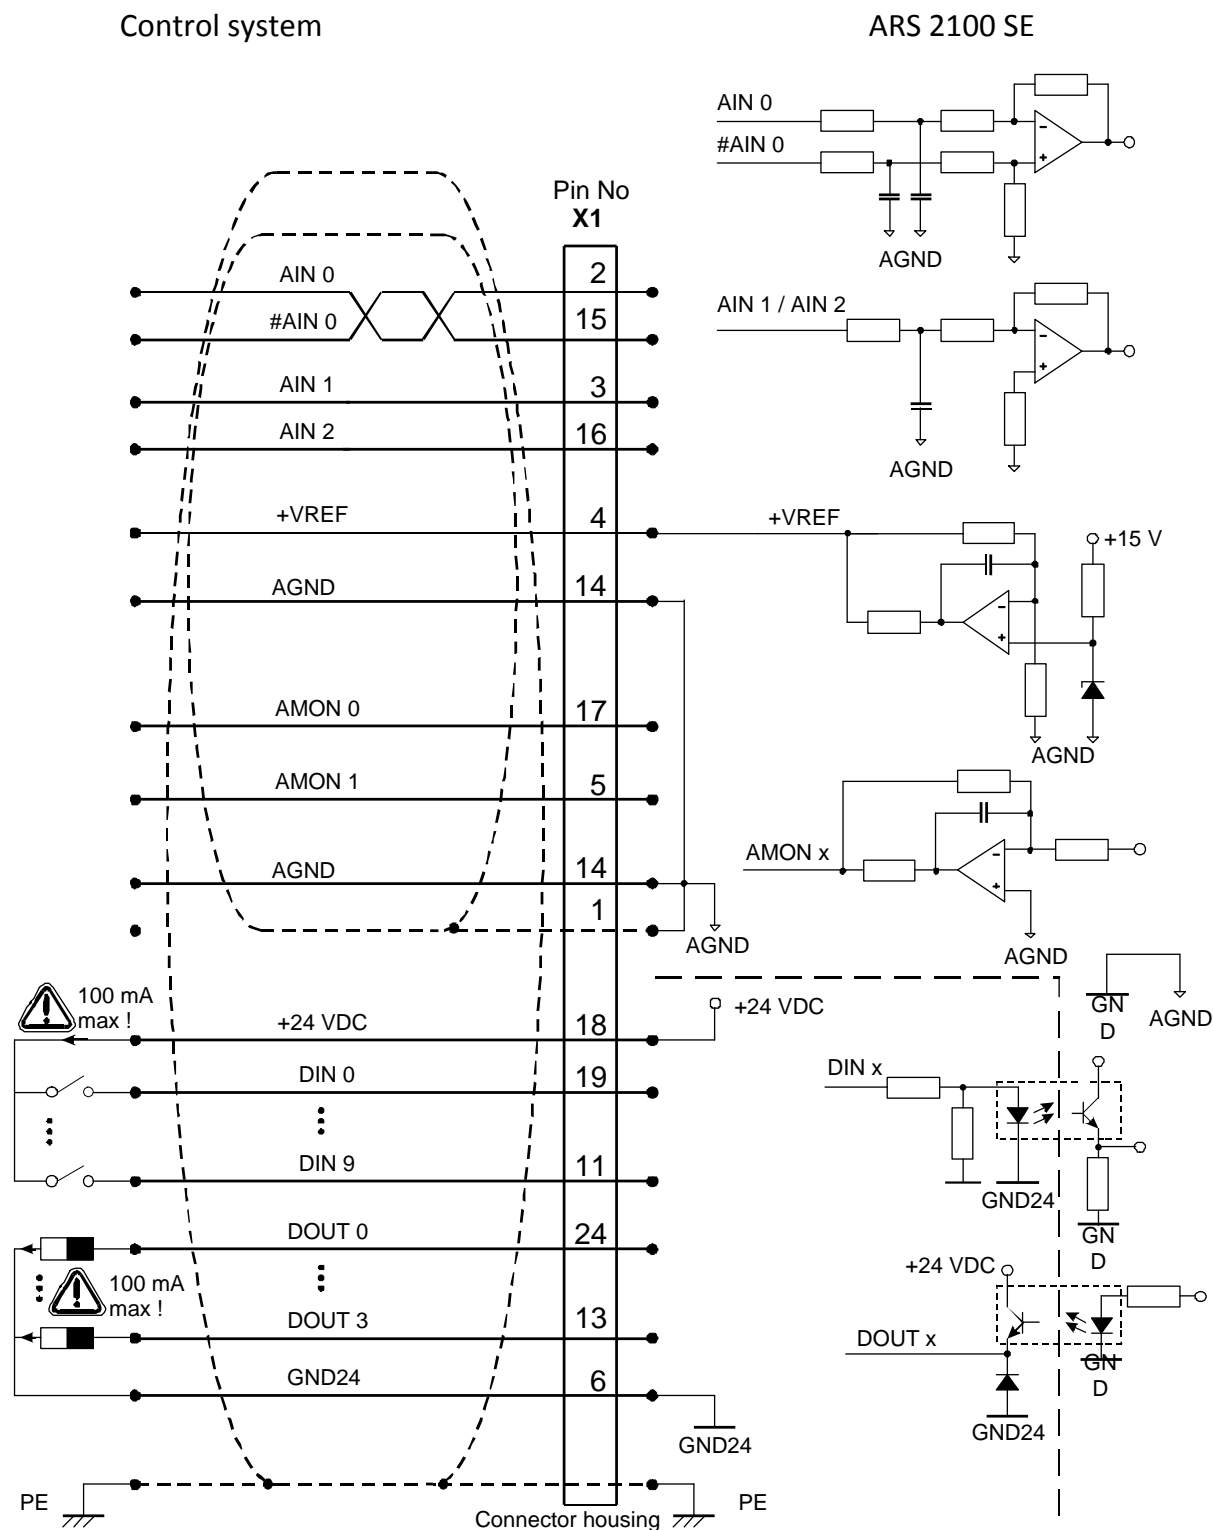 Control system
ARS 2100 SE
Pin No
X1
AIN 0
2
#AIN 0
15
AIN 1
3
AIN 2
16
+VREF
4
AGND
14
AMON 0
17
AMON 1
5
AGND
14
1
AGND
100 mA
max !
+24 VDC
18
+24 VDC
DIN 0
19
DIN 9
11
DOUT 0
24
100 mA
max !
DOUT 3
13
GND24
6
GND24
PE
Connector housing
PE
AIN 0
#AIN 0
-
+
AGND
AIN 1 / AIN 2
-
+
AGND
+VREF
+15 V
-
+
AGND
AMON x
-
+
AGND
GN
D
AGND
DIN x
GND24
GN
D
+24 VDC
DOUT x
GN
D
GND24